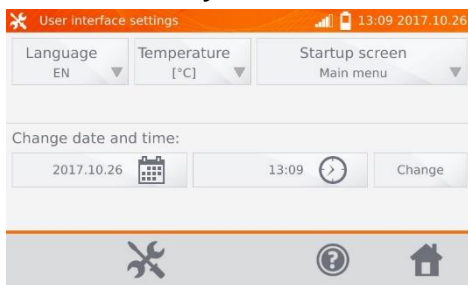 User interface settings 13:09 2017.10.26
Language Temperature Startup screen
EN [°C] Main menu
Change date and time:
2017.10.26 13:09 Change